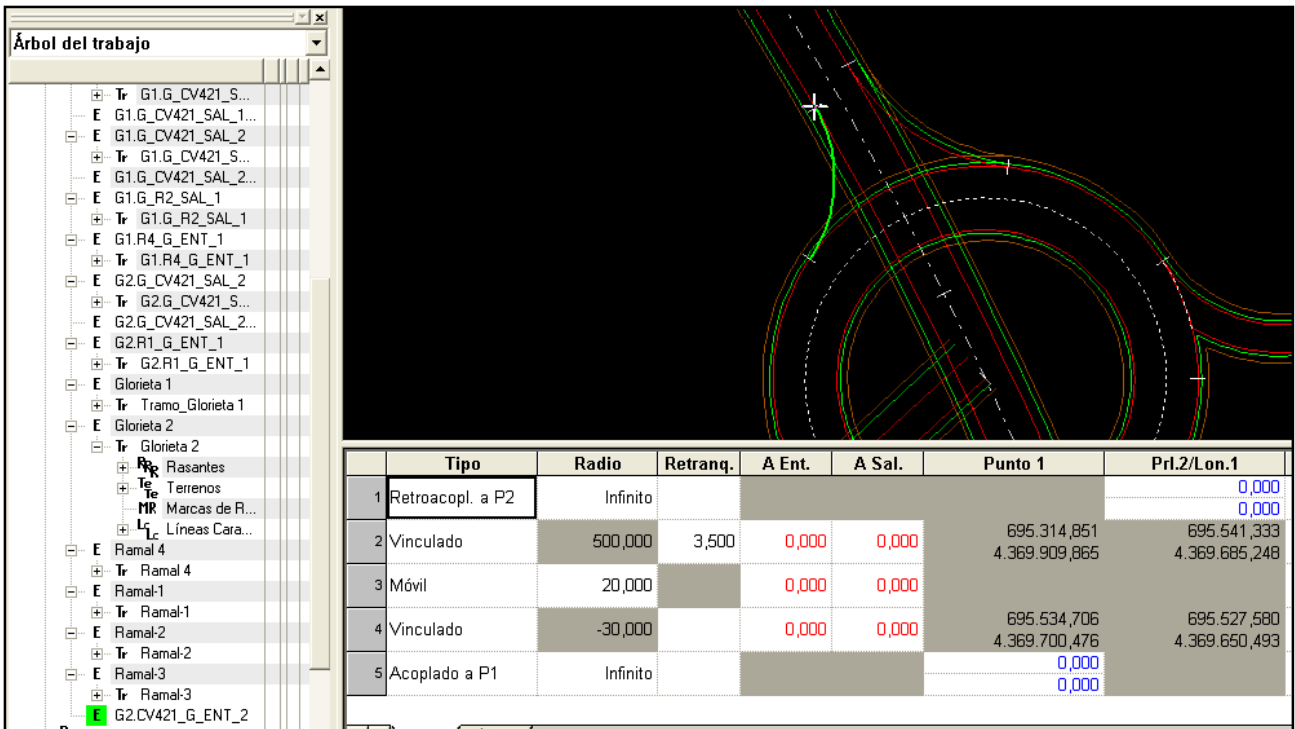 Árbol del trabajo
Tr G1.G_CV421_S...
E G1.G_CV421_SAL_1...
E G1.G_CV421_SAL_2
Tr G1.G_CV421_S...
E G1.G_CV421_SAL_2...
E G1.G_R2_SAL_1
Tr G1.G_R2_SAL_1
E G1.R4_G_ENT_1
Tr G1.R4_G_ENT_1
E G2.G_CV421_SAL_2
Tr G2.G_CV421_S...
E G2.G_CV421_SAL_2...
E G2.R1_G_ENT_1
Tr G2.R1_G_ENT_1
E Glorieta 1
Tr Tramo_Glorieta 1
E Glorieta 2
Tr Glorieta 2
Rasantes
Te Te Terrenos
MR Marcas de R...
Lc Lc Líneas Cara...
E Ramal 4
Tr Ramal 4
E Ramal-1
Tr Ramal-1
E Ramal-2
Tr Ramal-2
E Ramal-3
Tr Ramal-3
E G2.CV421_G_ENT_2
Tipo Radio Retranq. A Ent. A Sal. Punto 1 Prl.2/Lon.1
1 Retroacopl. a P2 Infinito 0,000
0,000
2 Vinculado 500,000 3,500 0,000 0,000 695.314,851 695.541,333
4.369.909,865 4.369.685,248
3 Móvil 20,000 0,000 0,000
4 Vinculado -30,000 0,000 0,000 695.534,706 695.527,580
4.369.700,476 4.369.650,493
5 Acoplado a P1 Infinito 0,000
0,000